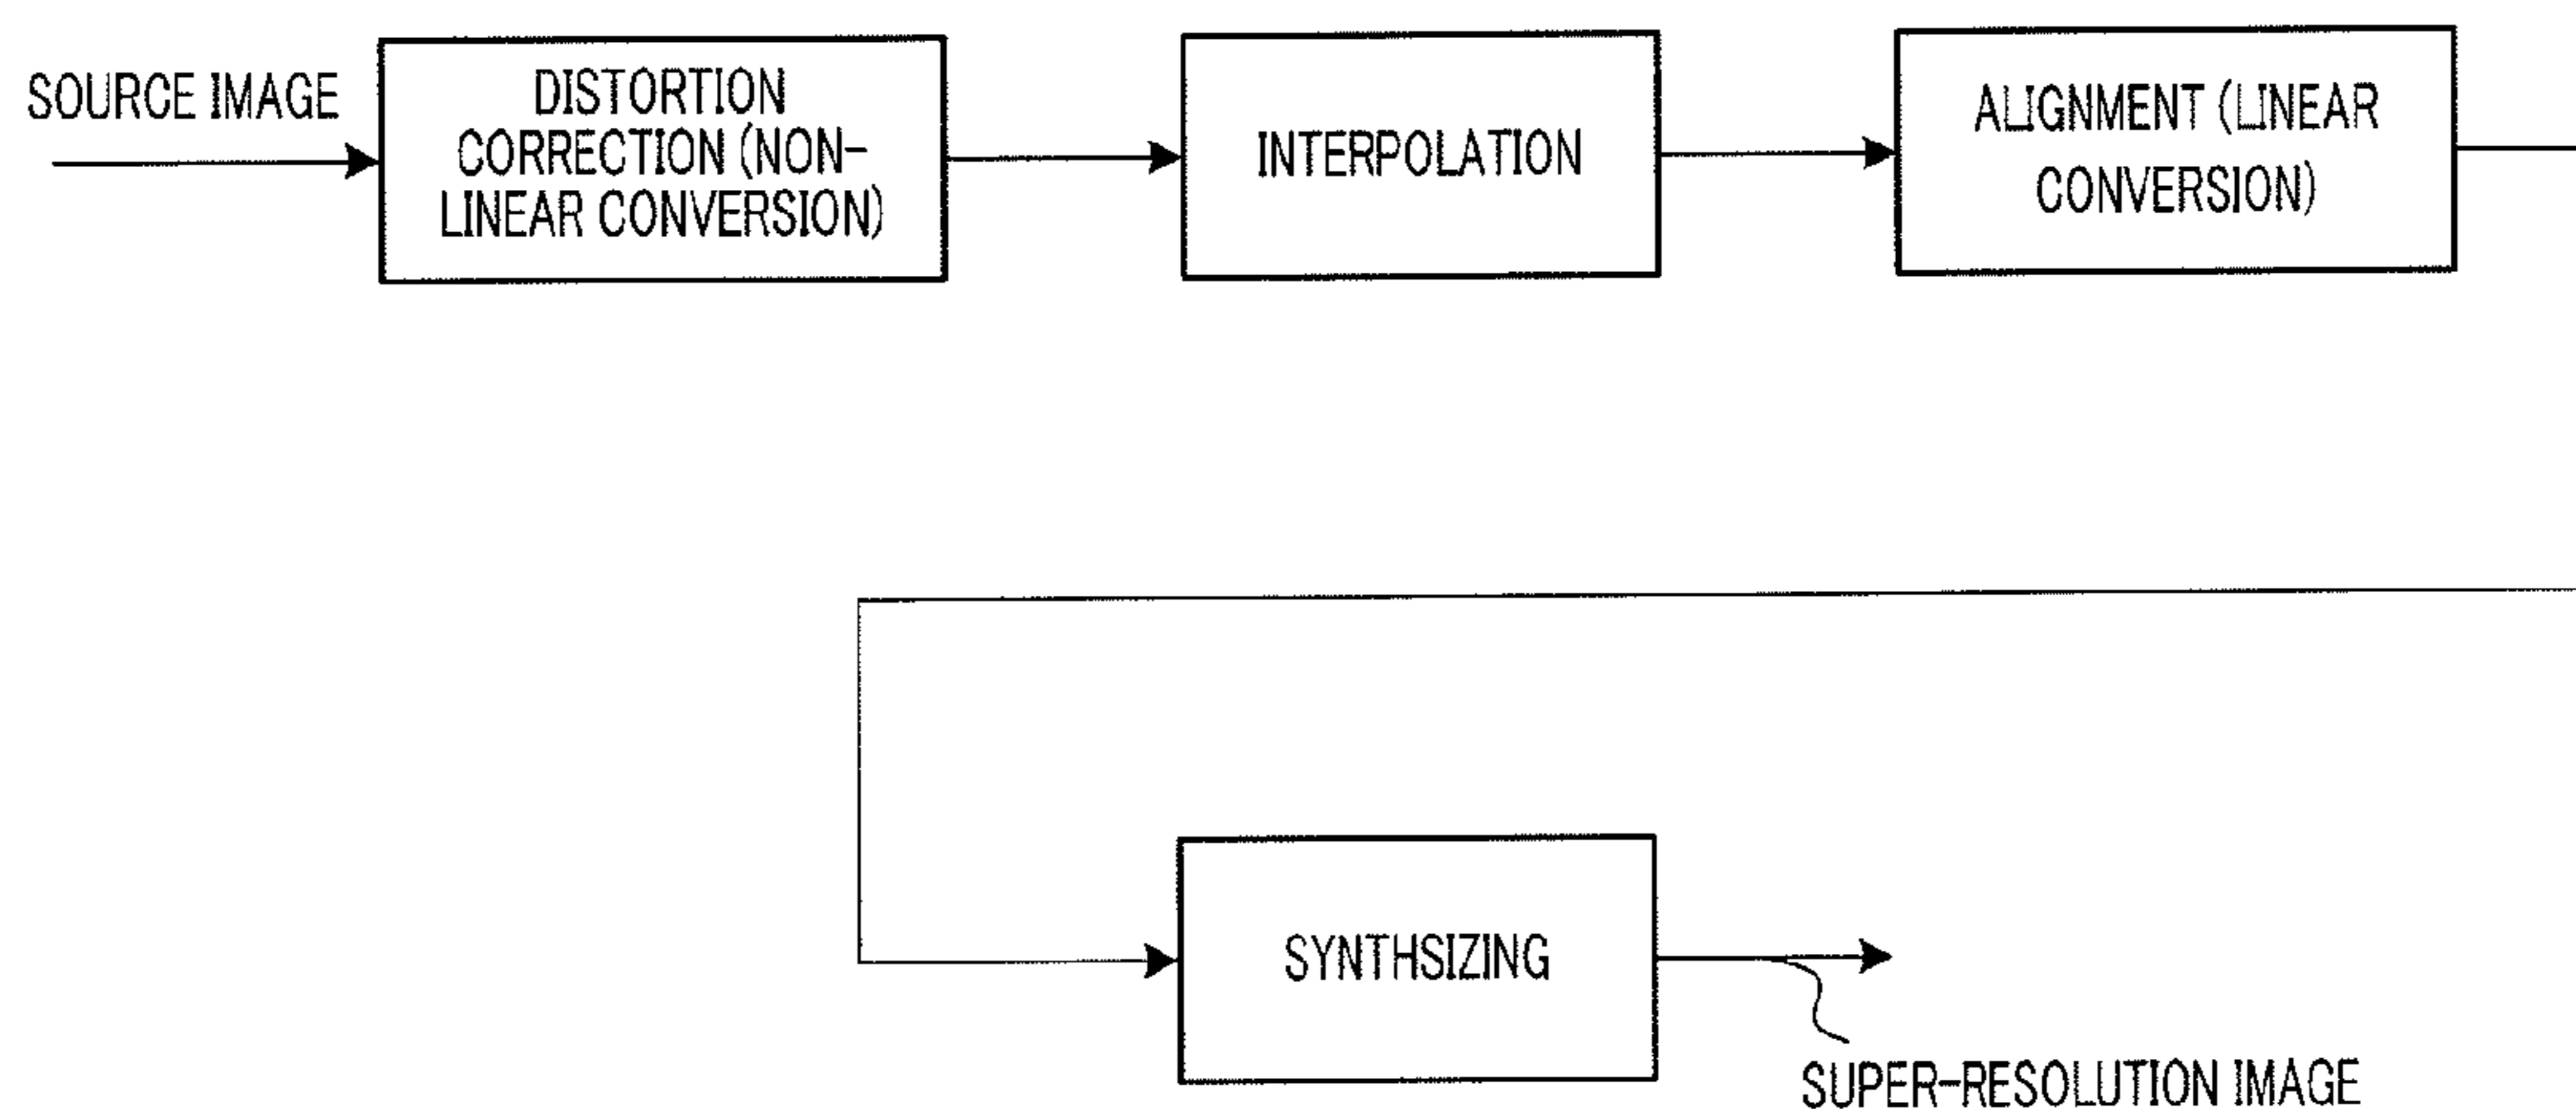 SOURCE IMAGE
DISTORTION
CORRECTION (NON-
LINEAR CONVERSION)
INTERPOLATION
ALIGNMENT (LINEAR
CONVERSION)
SYNTHSIZING
SUPER-RESOLUTION IMAGE